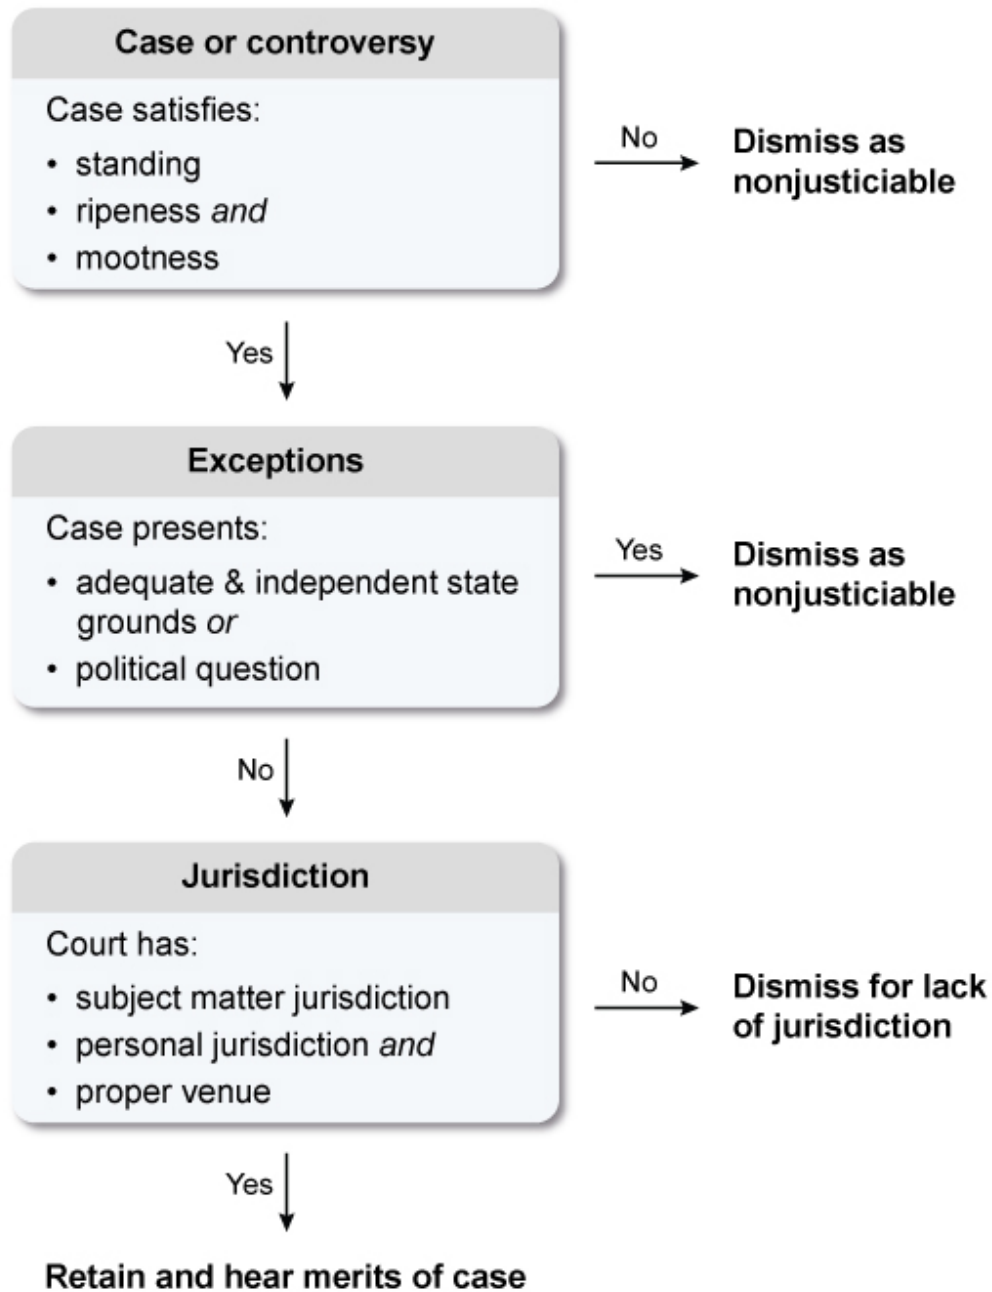 Case or controversy
Case satisfies:
• standing
• ripeness and
• mootness
No
Dismiss as
nonjusticiable
Yes
Exceptions
Case presents:
• adequate & independent state
grounds or
• political question
Yes
Dismiss as
nonjusticiable
No
Jurisdiction
Court has:
• subject matter jurisdiction
• personal jurisdiction and
• proper venue
No
Dismiss for lack
of jurisdiction
Yes
Retain and hear merits of case